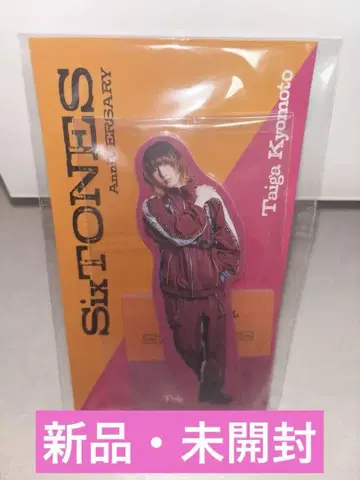 SixTONES
AnniVERSARY
Taiga Kyomoto
新品・未開封